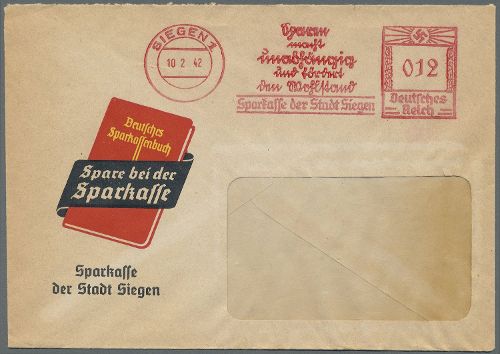 SIEGEN 1
10 2 42
Sparen
macht
unabhängig
und fördert
den Wohlstand
Sparkasse der Stadt Siegen
012
Deutsches
Reich
Deutsches
Sparkassenbuch
Spare bei der
Sparkasse
Sparkasse
der Stadt Siegen